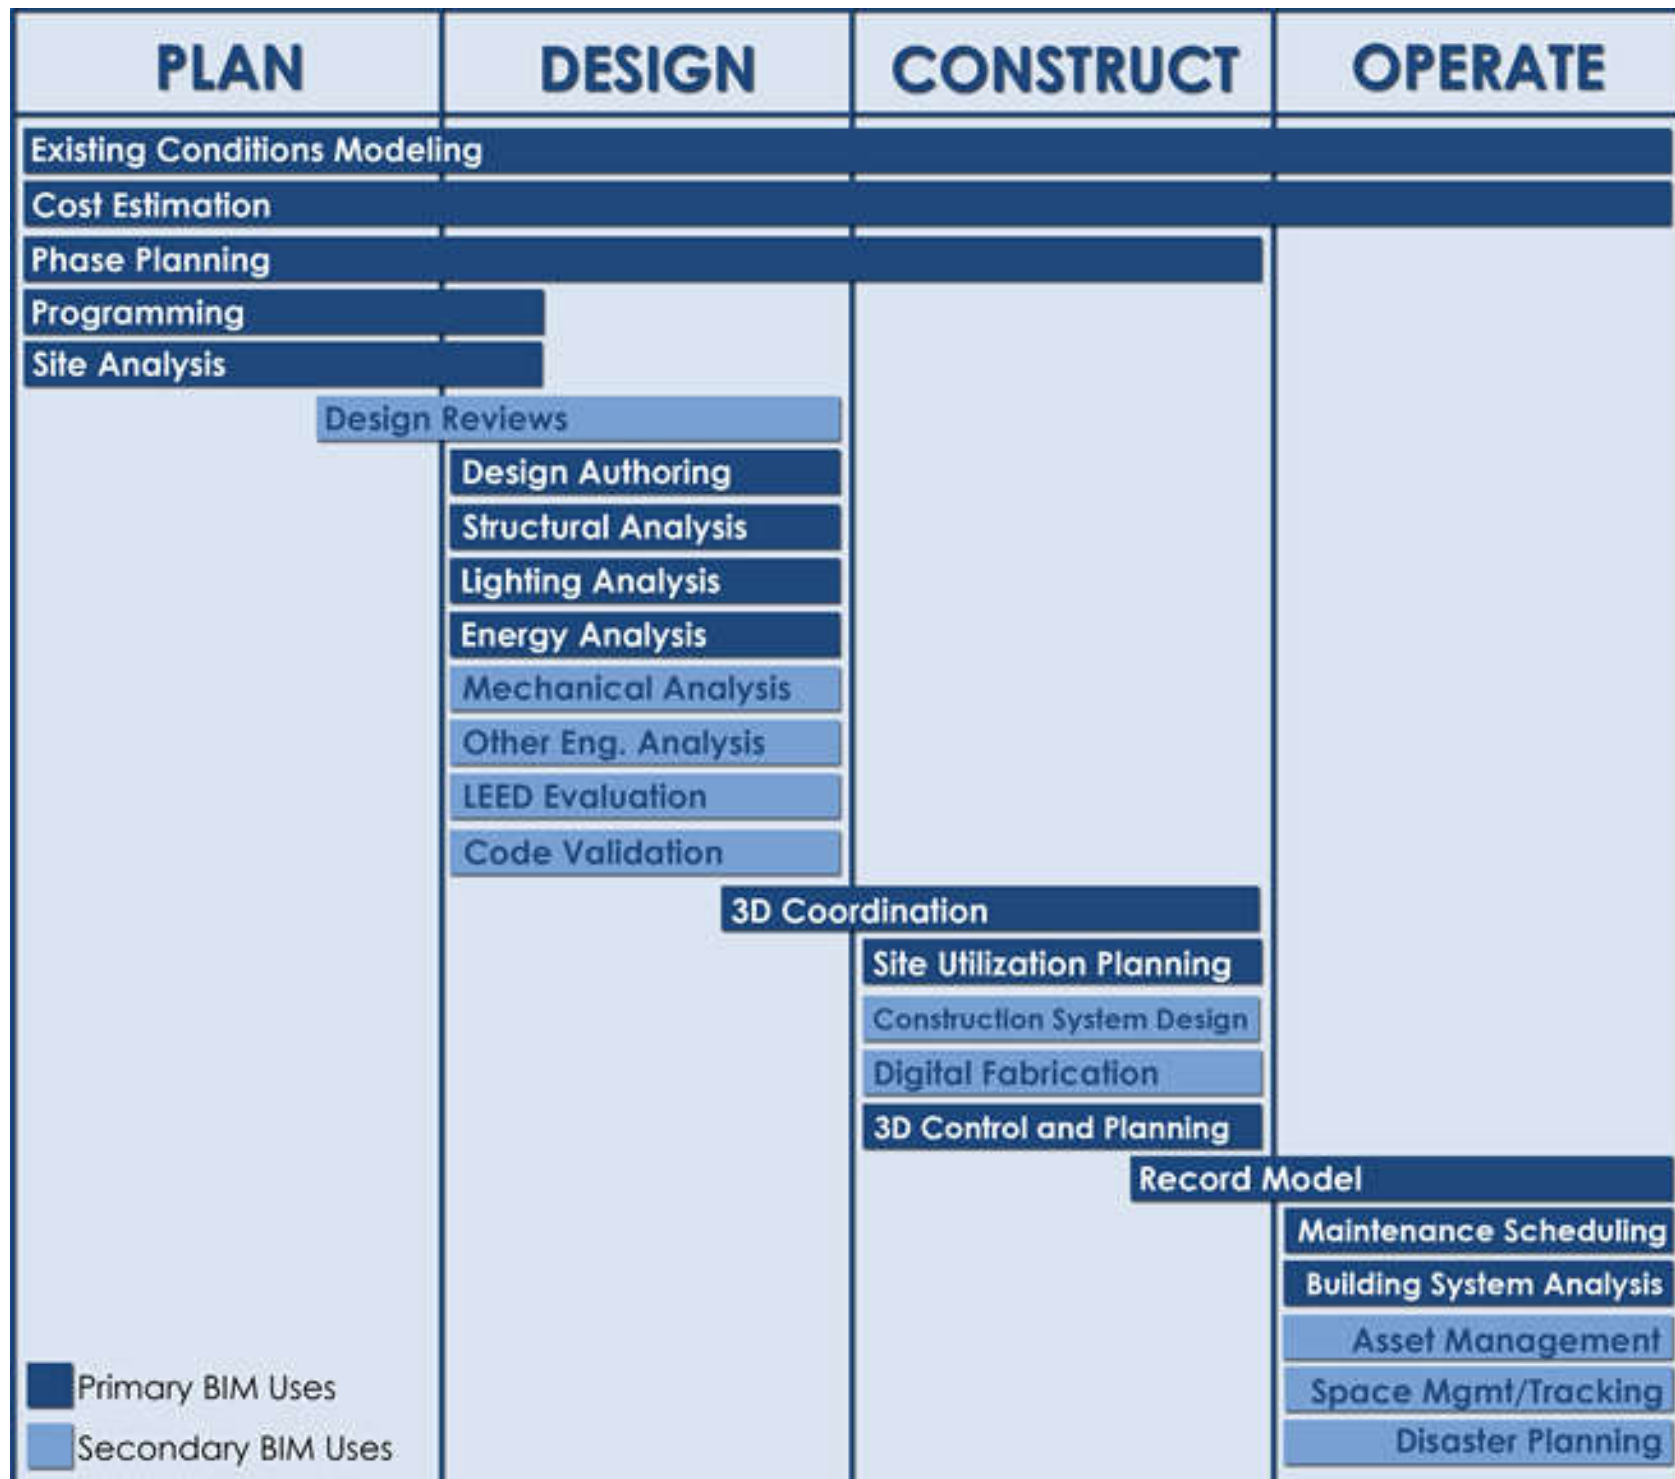 PLAN DESIGN CONSTRUCT OPERATE
Existing Conditions Modeling
Cost Estimation
Phase Planning
Programming
Site Analysis
Design Reviews
Design Authoring
Structural Analysis
Lighting Analysis
Energy Analysis
Mechanical Analysis
Other Eng. Analysis
LEED Evaluation
Code Validation
3D Coordination
Site Utilization Planning
Construction System Design
Digital Fabrication
3D Control and Planning
Record Model
Maintenance Scheduling
Building System Analysis
Asset Management
Space Mgmt/Tracking
Disaster Planning
Primary BIM Uses
Secondary BIM Uses